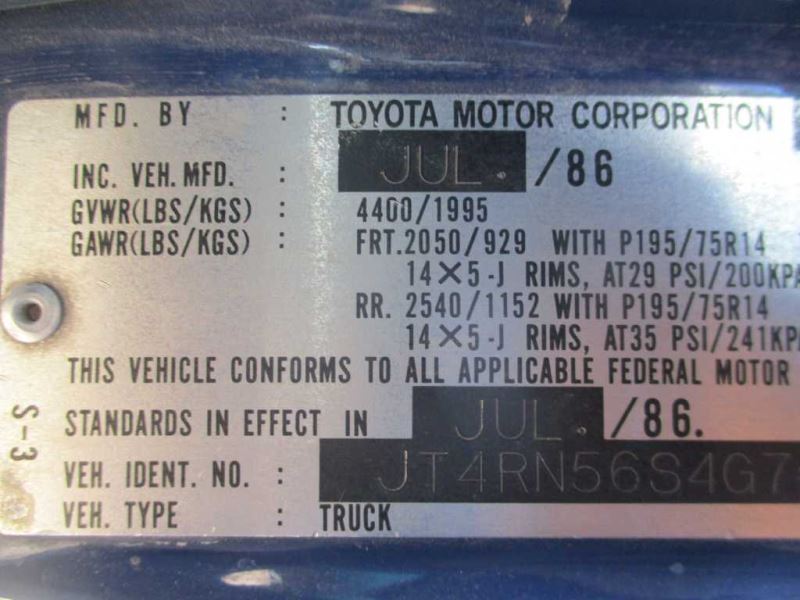 MFD. BY : TOYOTA MOTOR CORPORATION
INC. VEH. MFD. : JUL. /86
GVWR(LBS/KGS) : 4400/1995
GAWR(LBS/KGS) : FRT. 2050/929 WITH P195/75R14
14×5-J RIMS, AT29 PSI/200KPA
RR. 2540/1152 WITH P195/75R14
14×5-J RIMS, AT35 PSI/241KPA
THIS VEHICLE CONFORMS TO ALL APPLICABLE FEDERAL MOTOR
STANDARDS IN EFFECT IN JUL. /86.
VEH. IDENT. NO. : JT4RN56S4G7
VEH. TYPE : TRUCK
S-3